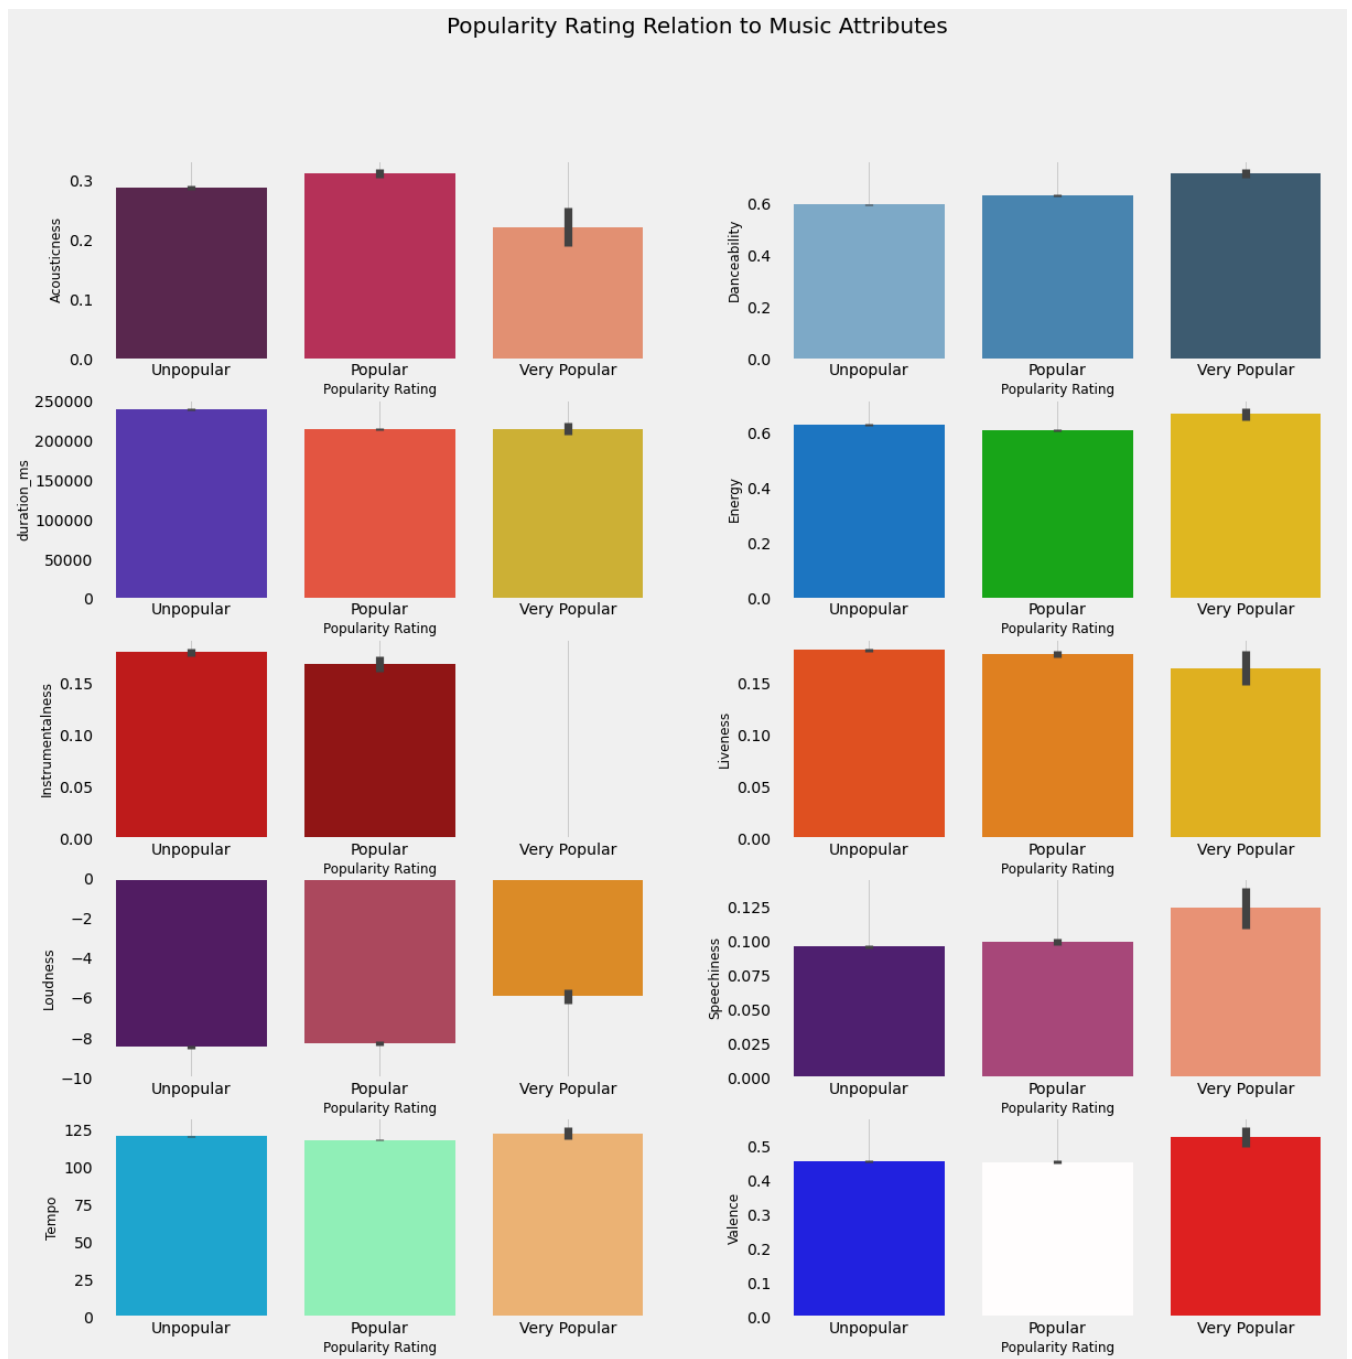 Popularity Rating Relation to Music Attributes
0.3
0.2
0.1
0.0
Acousticness
Unpopular Popular Very Popular
Popularity Rating
0.6
0.4
0.2
0.0
Danceability
Unpopular Popular Very Popular
Popularity Rating
250000
200000
150000
100000
50000
0
duration_ms
Unpopular Popular Very Popular
Popularity Rating
0.6
0.4
0.2
0.0
Energy
Unpopular Popular Very Popular
Popularity Rating
0.15
0.10
0.05
0.00
Instrumentalness
Unpopular Popular Very Popular
Popularity Rating
0.15
0.10
0.05
0.00
Liveness
Unpopular Popular Very Popular
Popularity Rating
0
−2
−4
−6
−8
−10
Loudness
Unpopular Popular Very Popular
Popularity Rating
0.125
0.100
0.075
0.050
0.025
0.000
Speechiness
Unpopular Popular Very Popular
Popularity Rating
125
100
75
50
25
0
Tempo
Unpopular Popular Very Popular
Popularity Rating
0.5
0.4
0.3
0.2
0.1
0.0
Valence
Unpopular Popular Very Popular
Popularity Rating